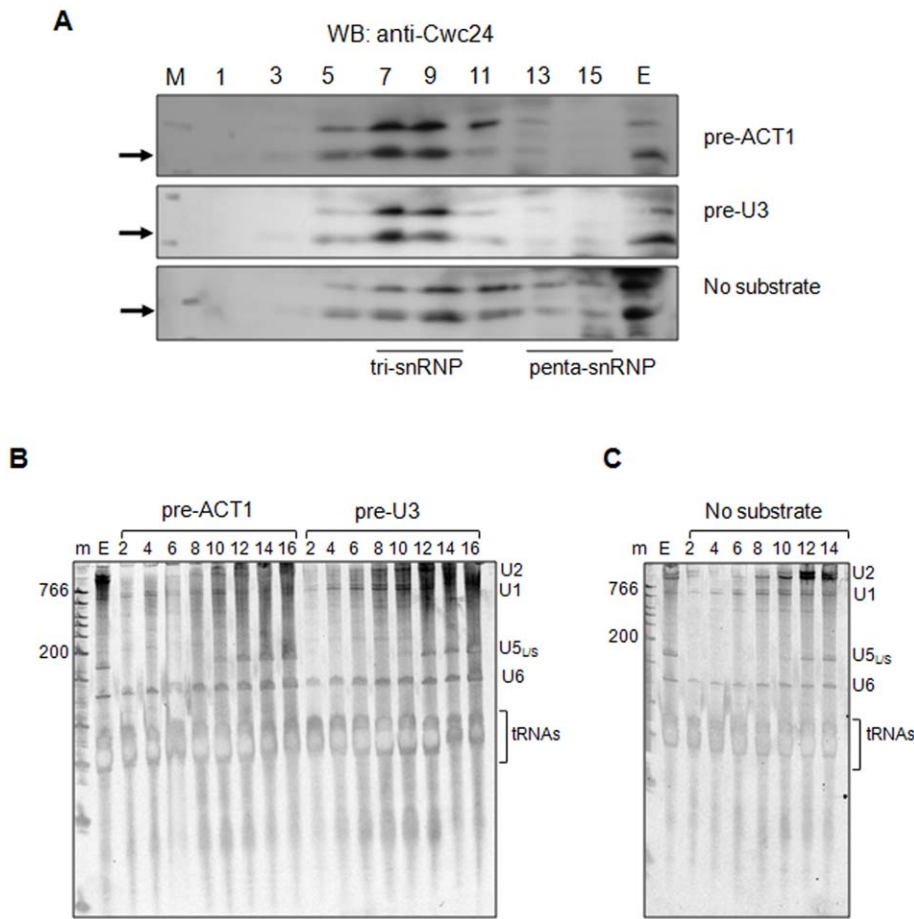 A
WB: anti-Cwc24
M 1 3 5 7 9 11 13 15 E
pre-ACT1
pre-U3
No substrate
tri-snRNP penta-snRNP
B
C
pre-ACT1 pre-U3
No substrate
m E 2 4 6 8 10 12 14 16 2 4 6 8 10 12 14 16
m E 2 4 6 8 10 12 14
U2
U1
766
766
200
200
U5L/S
U5L/S
U6
U6
tRNAs
tRNAs
U2
U1